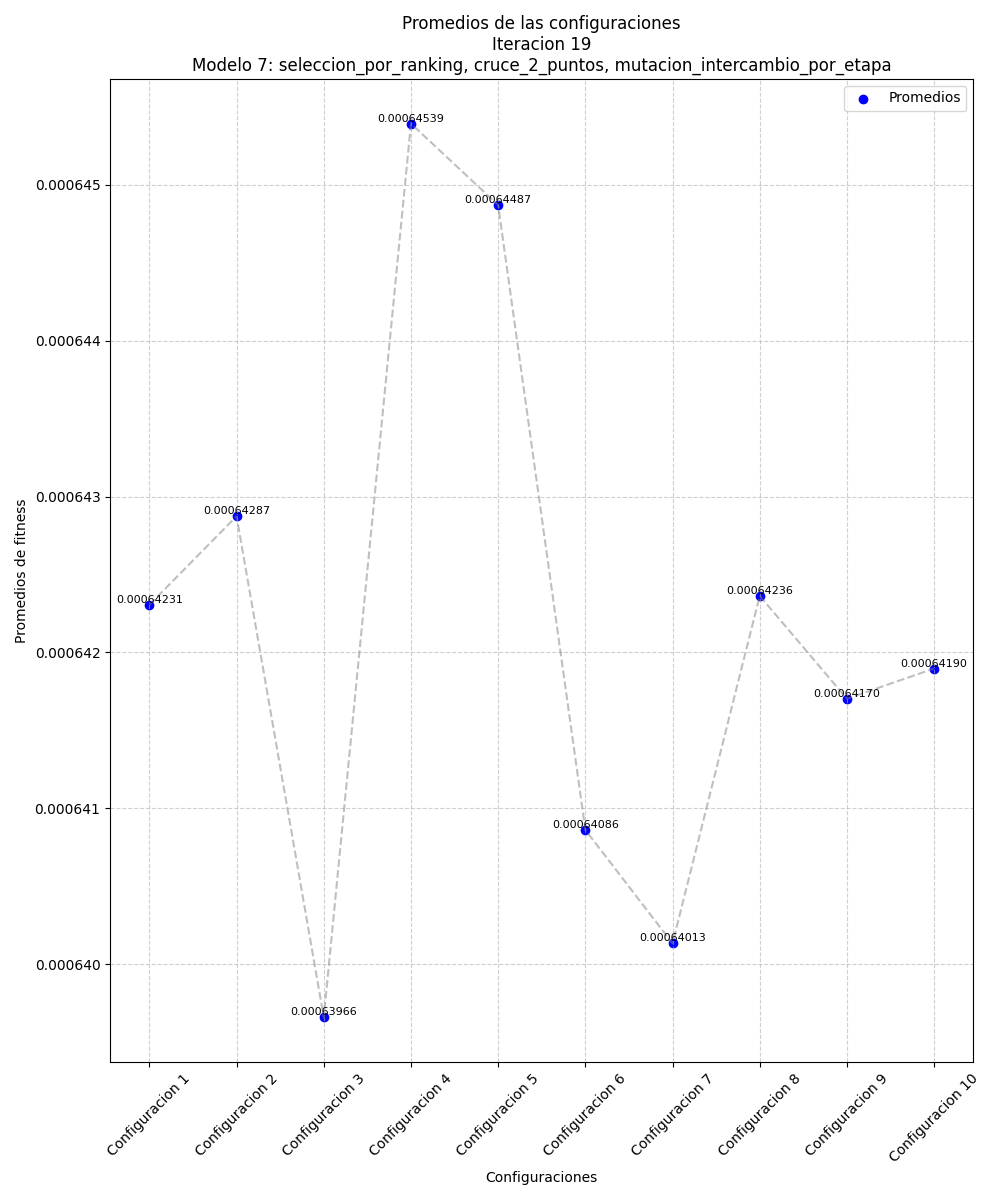 Promedios de las configuraciones
Iteracion 19
Modelo 7: seleccion_por_ranking, cruce_2_puntos, mutacion_intercambio_por_etapa
Promedios
0.00064539
0.000645
0.00064487
0.000644
0.000643
0.00064287
0.00064231
0.00064236
0.000642
0.00064190
0.00064170
0.000641
0.00064086
0.00064013
0.000640
0.00063966
Promedios de fitness
Configuracion 1
Configuracion 2
Configuracion 3
Configuracion 4
Configuracion 5
Configuracion 6
Configuracion 7
Configuracion 8
Configuracion 9
Configuracion 10
Configuraciones